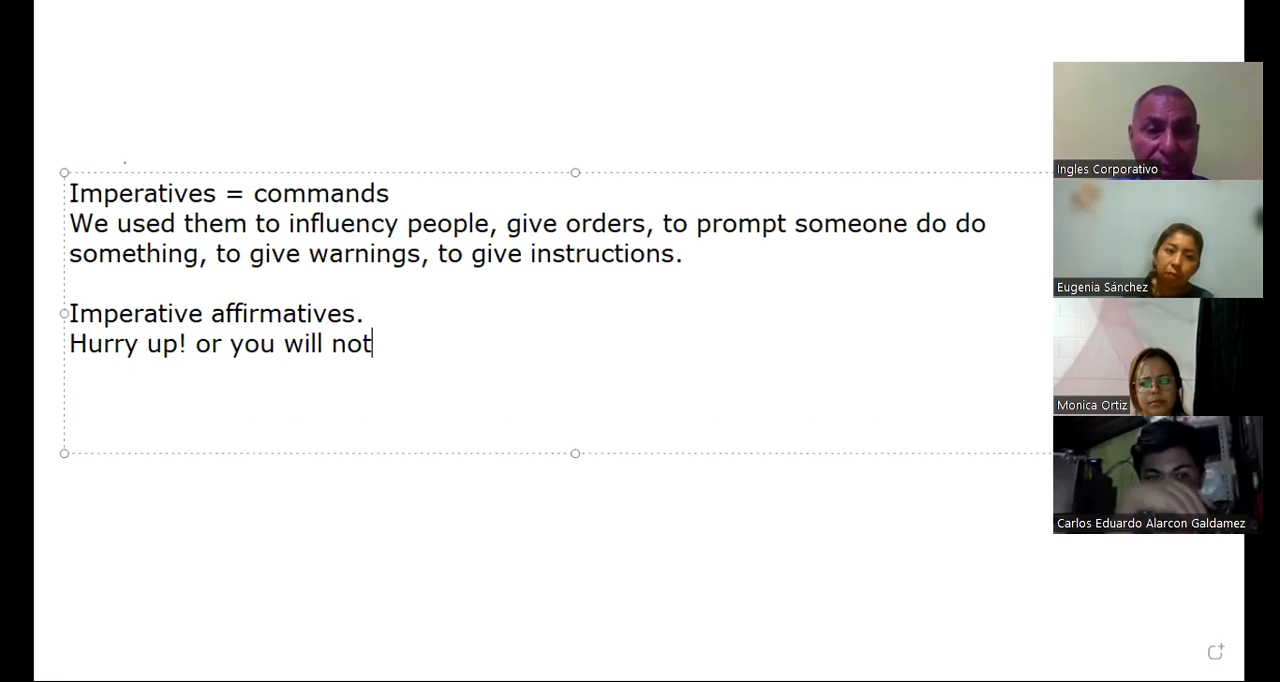 Imperatives = commands
We used them to influency people, give orders, to prompt someone do do
something, to give warnings, to give instructions.
Imperative affirmatives.
Hurry up! or you will not
Ingles Corporativo
Eugenia Sánchez
Monica Ortiz
Carlos Eduardo Alarcon Galdamez